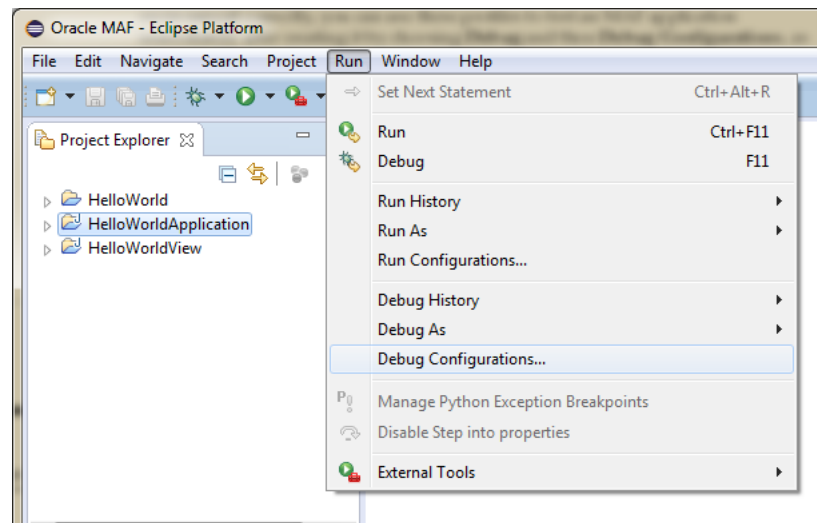 Oracle MAF - Eclipse Platform
File Edit Navigate Search Project Run Window Help
Set Next Statement Ctrl+Alt+R
Project Explorer
Run Ctrl+F11
Debug F11
HelloWorld
HelloWorldApplication
HelloWorldView
Run History
Run As
Run Configurations...
Debug History
Debug As
Debug Configurations...
Manage Python Exception Breakpoints
Disable Step into properties
External Tools